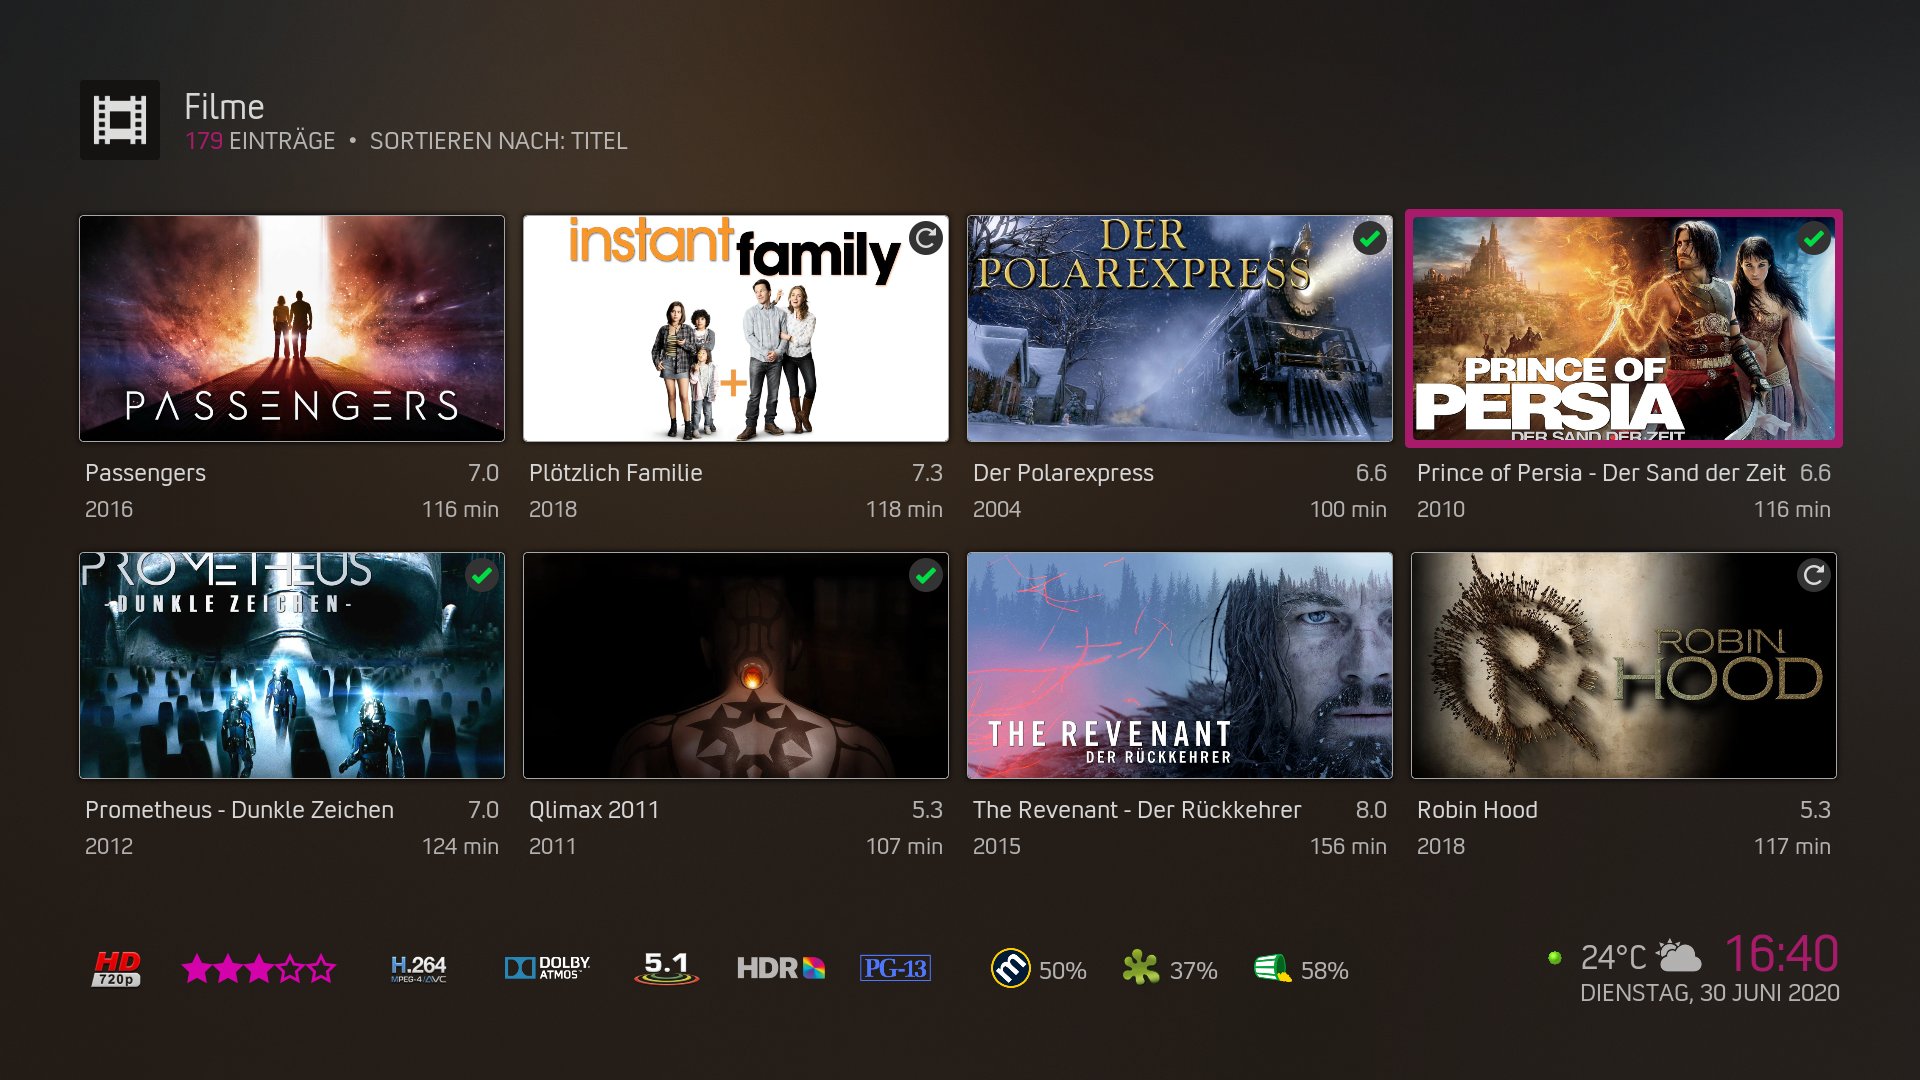 Filme
179 EINTRÄGE • SORTIEREN NACH: TITEL
PASSENGERS
instant family
DER
POLAREXPRESS
PRINCE OF
PERSIA
DER SAND DER ZEIT
Passengers 7.0
2016 116 min
Plötzlich Familie 7.3
2018 118 min
Der Polarexpress 6.6
2004 100 min
Prince of Persia - Der Sand der Zeit 6.6
2010 116 min
PROMETHEUS
-DUNKLE ZEICHEN-
THE REVENANT
DER RÜCKKEHRER
ROBIN
HOOD
Prometheus - Dunkle Zeichen 7.0
2012 124 min
Qlimax 2011 5.3
2011 107 min
The Revenant - Der Rückkehrer 8.0
2015 156 min
Robin Hood 5.3
2018 117 min
HD
720p
H.264
MPEG-4/AVC
DOLBY
ATMOS
5.1
HDR
PG-13
m 50%
37%
58%
24°C 16:40
DIENSTAG, 30 JUNI 2020